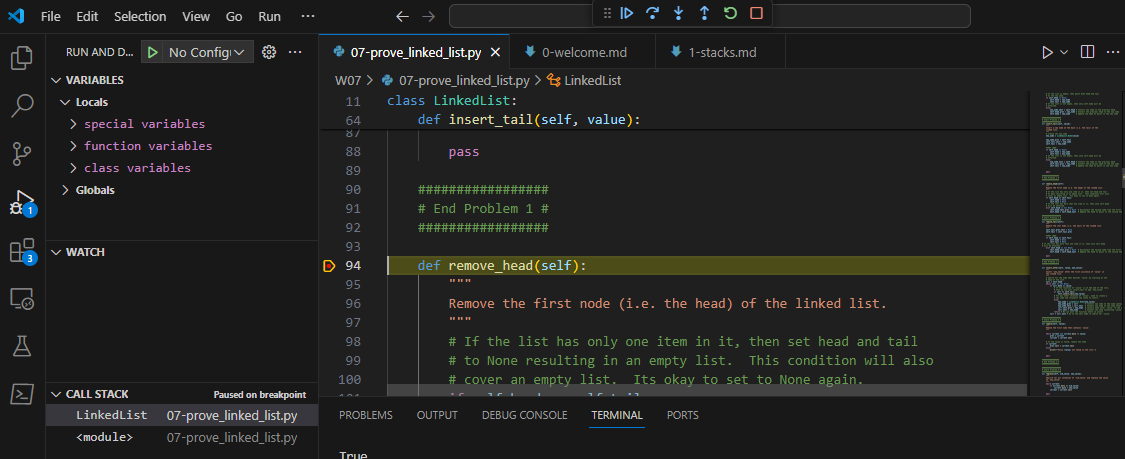 File Edit Selection View Go Run ···
RUN AND D... No Config ···
VARIABLES
Locals
special variables
function variables
class variables
Globals
WATCH
CALL STACK Paused on breakpoint
LinkedList 07-prove_linked_list.py
<module> 07-prove_linked_list.py
1
3
07-prove_linked_list.py 0-welcome.md 1-stacks.md ···
W07 > 07-prove_linked_list.py > LinkedList
11 class LinkedList:
64 def insert_tail(self, value):
87
88 pass
89
90 ##################
91 # End Problem 1 #
92 #################
93
94 def remove_head(self):
95 """
96 Remove the first node (i.e. the head) of the linked list.
97 """
98 # If the list has only one item in it, then set head and tail
99 # to None resulting in an empty list.  This condition will also
100 # cover an empty list.  Its okay to set to None again.
PROBLEMS OUTPUT DEBUG CONSOLE TERMINAL PORTS
True